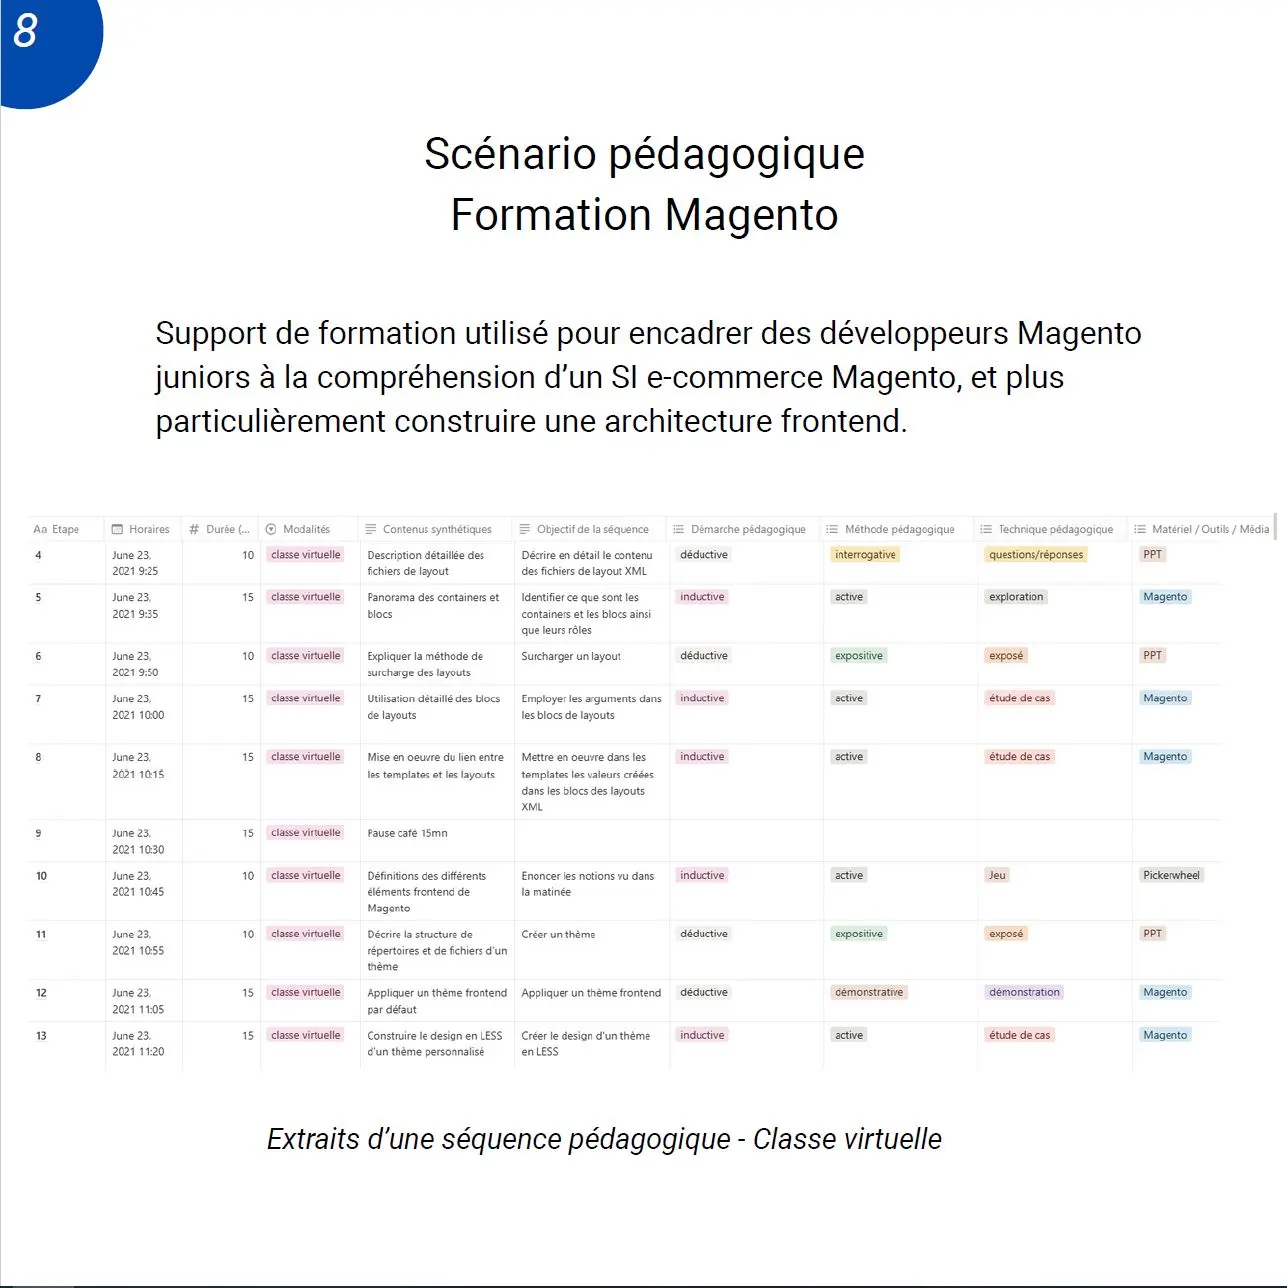 8
Scénario pédagogique
Formation Magento
Support de formation utilisé pour encadrer des développeurs Magento
juniors à la compréhension d’un SI e-commerce Magento, et plus
particulièrement construire une architecture frontend.
Aa Etape Horaires # Durée (... Modalités Contenus synthétiques Objectif de la séquence Démarche pédagogique Méthode pédagogique Technique pédagogique Matériel / Outils / Média
4 June 23, 10 classe virtuelle Description détaillée des Décrire en détail le contenu déductive interrogative questions/réponses PPT
2021 9:25 fichiers de layout des fichiers de layout XML
5 June 23, 15 classe virtuelle Panorama des containers et Identifier ce que sont les inductive active exploration Magento
2021 9:35 blocs containers et les blocs ainsi
que leurs rôles
6 June 23, 10 classe virtuelle Expliquer la méthode de Surcharger un layout déductive expositive exposé PPT
2021 9:50 surcharge des layouts
7 June 23, 15 classe virtuelle Utilisation détaillé des blocs Employer les arguments dans inductive active étude de cas Magento
2021 10:00 de layouts les blocs de layouts
8 June 23, 15 classe virtuelle Mise en oeuvre du lien entre Mettre en oeuvre dans les inductive active étude de cas Magento
2021 10:15 les templates et les layouts templates les valeurs créées
dans les blocs des layouts
XML
9 June 23, 15 classe virtuelle Pause café 15mn
2021 10:30
10 June 23, 10 classe virtuelle Définitions des différents Enoncer les notions vu dans inductive active Jeu Pickerwheel
2021 10:45 éléments frontend de la matinée
Magento
11 June 23, 10 classe virtuelle Décrire la structure de Créer un thème déductive expositive exposé PPT
2021 10:55 répertoires et de fichiers d'un
thème
12 June 23, 15 classe virtuelle Appliquer un thème frontend Appliquer un thème frontend déductive démonstrative démonstration Magento
2021 11:05 par défaut
13 June 23, 15 classe virtuelle Construire le design en LESS Créer le design d'un thème inductive active étude de cas Magento
2021 11:20 d'un thème personnalisé en LESS
Extraits d’une séquence pédagogique - Classe virtuelle